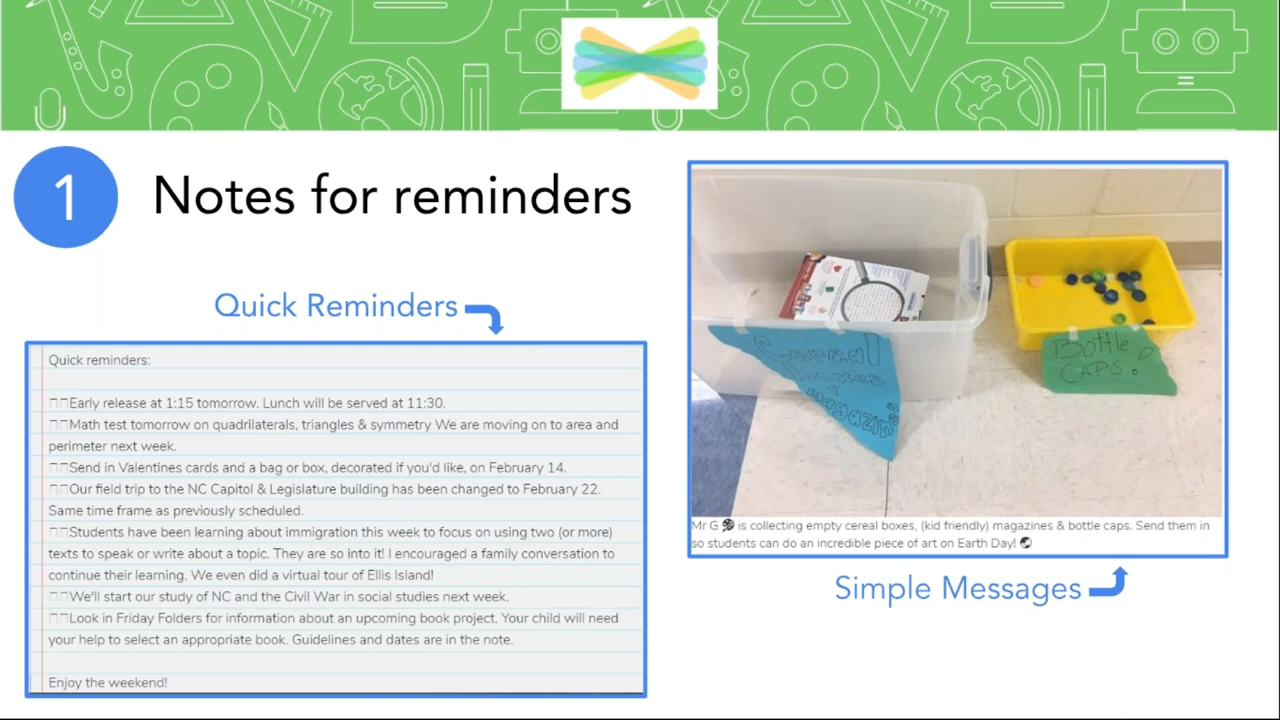 1
Notes for reminders
Quick Reminders
Quick reminders:
Early release at 1:15 tomorrow. Lunch will be served at 11:30.
Math test tomorrow on quadrilaterals, triangles & symmetry We are moving on to area and
perimeter next week.
Send in Valentines cards and a bag or box, decorated if you'd like, on February 14.
Our field trip to the NC Capitol & Legislature building has been changed to February 22.
Same time frame as previously scheduled.
Students have been learning about immigration this week to focus on using two (or more)
texts to speak or write about a topic. They are so into it! I encouraged a family conversation to
continue their learning. We even did a virtual tour of Ellis Island!
We'll start our study of NC and the Civil War in social studies next week.
Look in Friday Folders for information about an upcoming book project. Your child will need
your help to select an appropriate book. Guidelines and dates are in the note.
Enjoy the weekend!
Cereal
boxes
+
magazines
Bottle
CAPS!
Mr G is collecting empty cereal boxes, (kid friendly) magazines & bottle caps. Send them in
so students can do an incredible piece of art on Earth Day!
Simple Messages